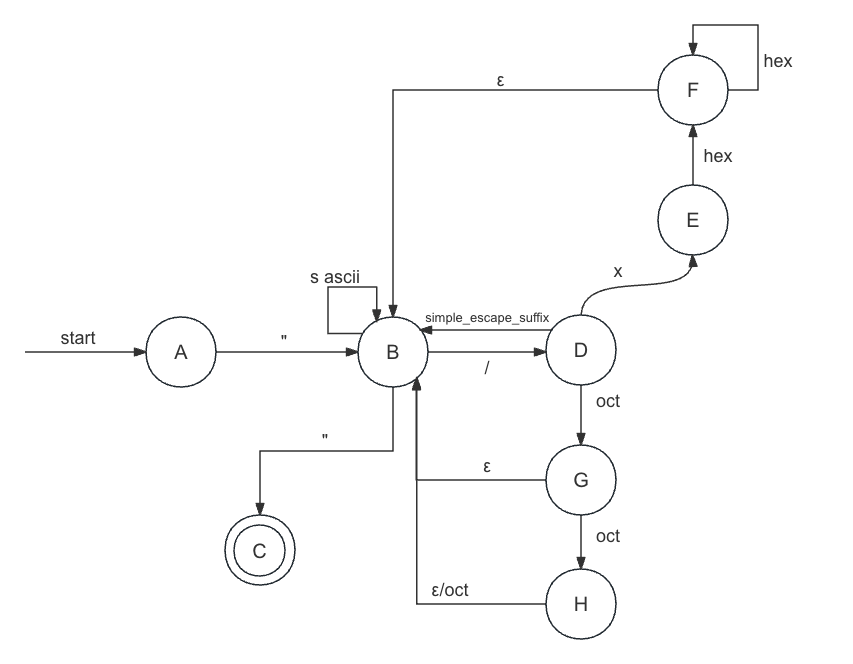 hex
F
ε
hex
E
x
s ascii
simple_escape_suffix
start
A
"
B
/
D
oct
"
ε
G
C
oct
ε/oct
H